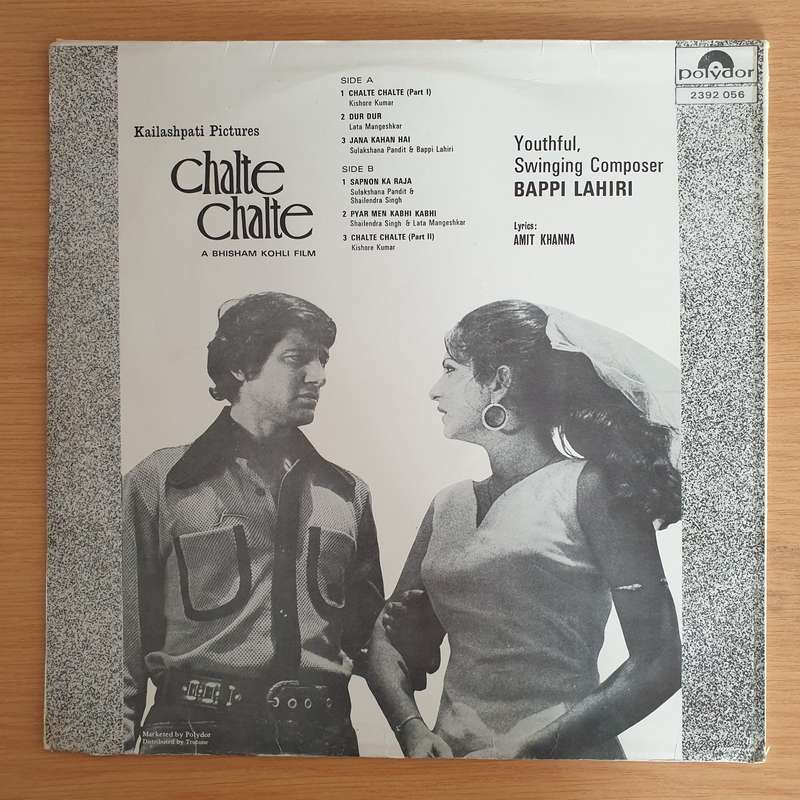 polydor
2392 056
SIDE A
1 CHALTE CHALTE (Part I)
Kishore Kumar
2 DUR DUR
Lata Mangeshkar
3 JANA KAHAN HAI
Sulakshana Pandit & Bappi Lahiri
SIDE B
1 SAPNON KA RAJA
Sulakshana Pandit &
Shailendra Singh
2 PYAR MEN KABHI KABHI
Shailendra Singh & Lata Mangeshkar
3 CHALTE CHALTE (Part II)
Kishore Kumar
Kailashpati Pictures
Chalte
Chalte
A BHISHAM KOHLI FILM
Youthful,
Swinging Composer
BAPPI LAHIRI
Lyrics:
AMIT KHANNA
Marketed by Polydor
Distributed by Trutone